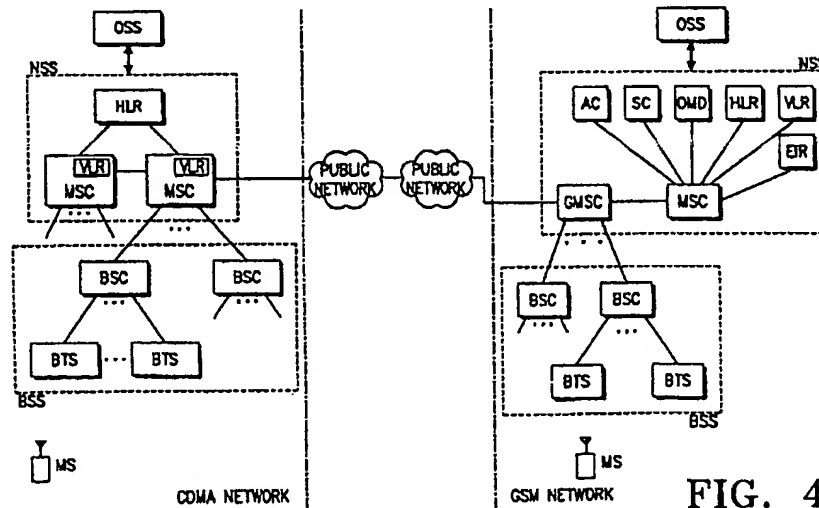 OSS
NSS
HLR
VLR
MSC
VLR
MSC
BSC
BSC
BTS
BTS
BSS
MS
CDMA NETWORK
PUBLIC
NETWORK
PUBLIC
NETWORK
OSS
NSS
AC
SC
OMD
HLR
VLR
EIR
GMSC
MSC
BSC
BSC
BTS
BTS
BSS
MS
GSM NETWORK
FIG. 4